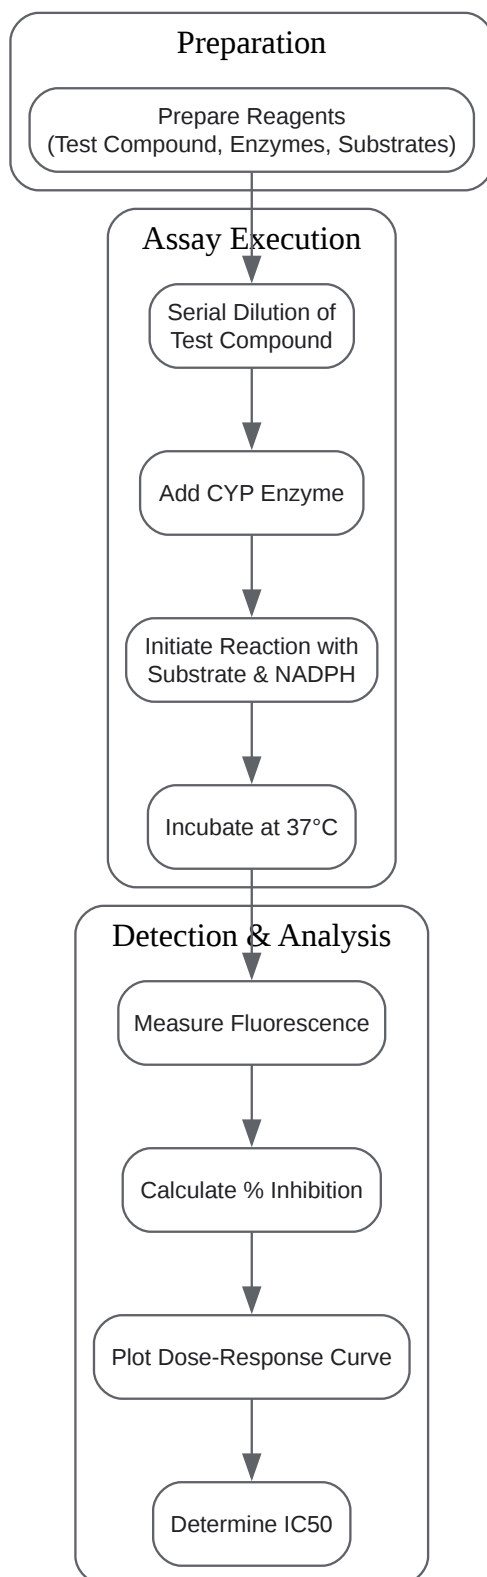 Preparation
Prepare Reagents
(Test Compound, Enzymes, Substrates)
Assay Execution
Serial Dilution of
Test Compound
Add CYP Enzyme
Initiate Reaction with
Substrate & NADPH
Incubate at 37°C
Detection & Analysis
Measure Fluorescence
Calculate % Inhibition
Plot Dose-Response Curve
Determine IC50